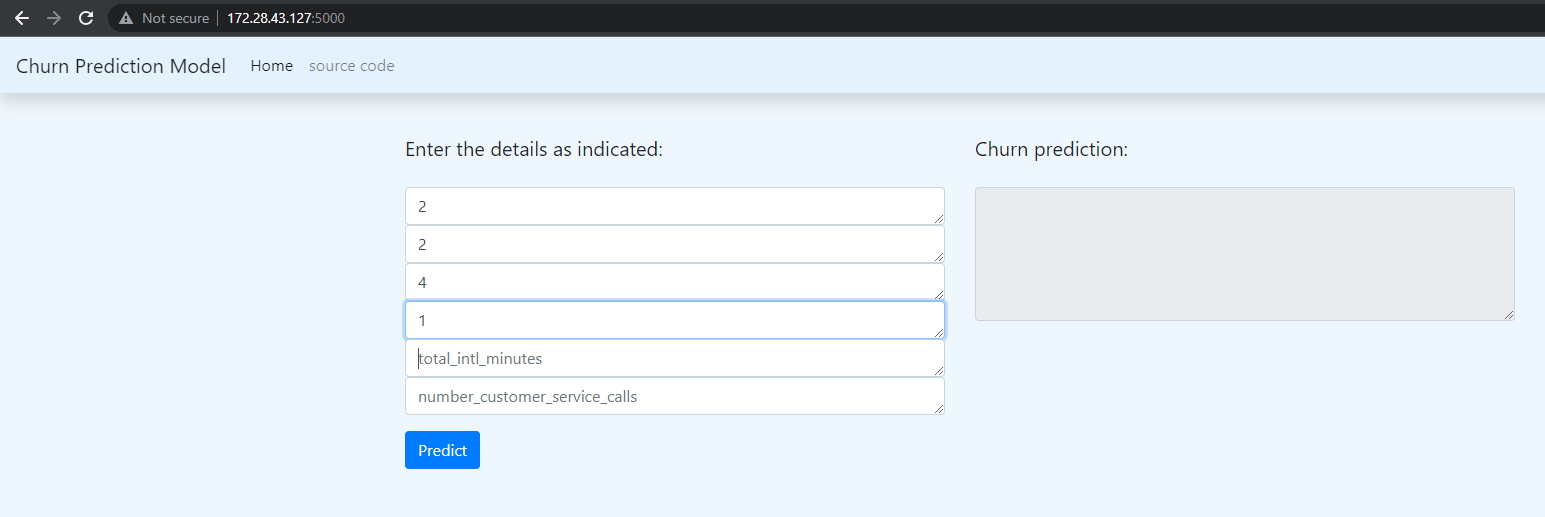 Not secure | 172.28.43.127:5000
Churn Prediction Model Home source code
Enter the details as indicated:
2
2
4
1
total_intl_minutes
number_customer_service_calls
Predict
Churn prediction: